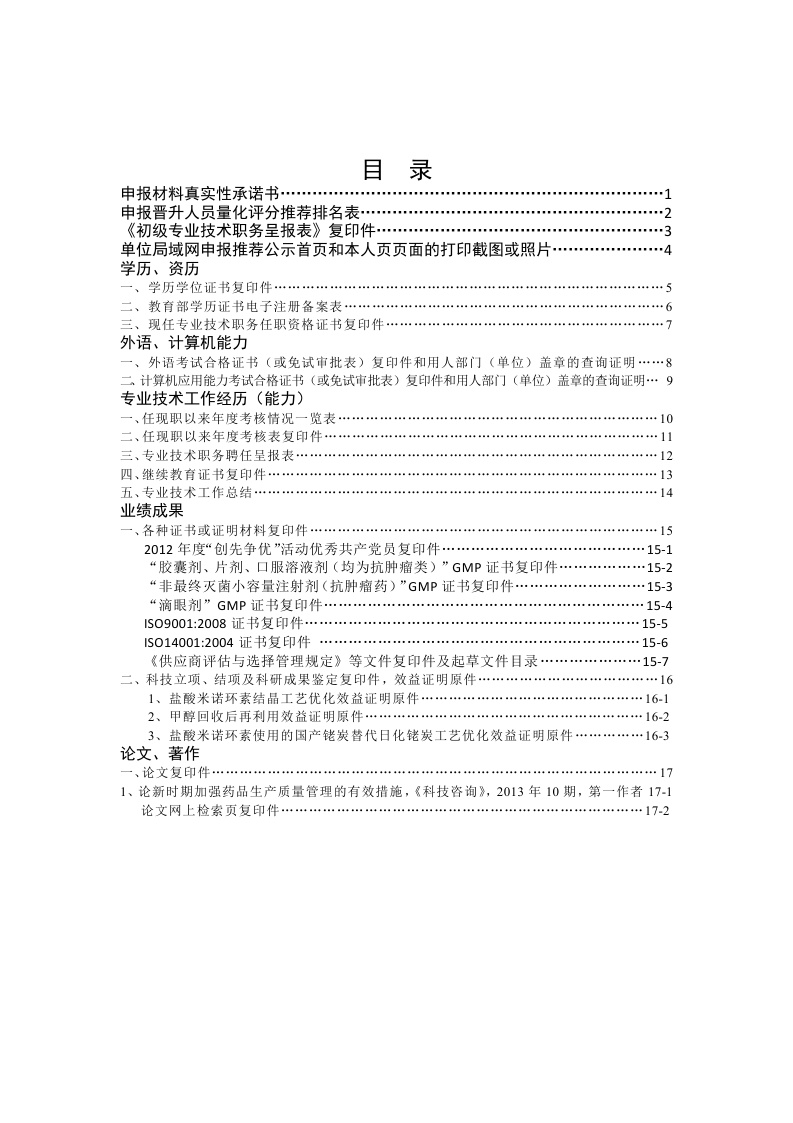 目 录
申报材料真实性承诺书………………………………………………………………1
申报晋升人员量化评分推荐排名表…………………………………………………2
《初级专业技术职务呈报表》复印件………………………………………………3
单位局域网申报推荐公示首页和本人页页面的打印截图或照片…………………4
学历、资历
一、学历学位证书复印件…………………………………………………………………………5
二、教育部学历证书电子注册备案表……………………………………………………………6
三、现任专业技术职务任职资格证书复印件……………………………………………………7
外语、计算机能力
一、外语考试合格证书（或免试审批表）复印件和用人部门（单位）盖章的查询证明……8
二、计算机应用能力考试合格证书（或免试审批表）复印件和用人部门（单位）盖章的查询证明… 9
专业技术工作经历（能力）
一、任现职以来年度考核情况一览表……………………………………………………………10
二、任现职以来年度考核表复印件………………………………………………………………11
三、专业技术职务聘任呈报表……………………………………………………………………12
四、继续教育证书复印件…………………………………………………………………………13
五、专业技术工作总结……………………………………………………………………………14
业绩成果
一、各种证书或证明材料复印件…………………………………………………………………15
2012 年度“创先争优”活动优秀共产党员复印件……………………………………15-1
“胶囊剂、片剂、口服溶液剂（均为抗肿瘤类）”GMP 证书复印件………………15-2
“非最终灭菌小容量注射剂（抗肿瘤药）”GMP 证书复印件………………………15-3
“滴眼剂”GMP 证书复印件……………………………………………………………15-4
ISO9001:2008 证书复印件………………………………………………………………15-5
ISO14001:2004 证书复印件 ……………………………………………………………15-6
《供应商评估与选择管理规定》等文件复印件及起草文件目录…………………15-7
二、科技立项、结项及科研成果鉴定复印件，效益证明原件…………………………………16
1、盐酸米诺环素结晶工艺优化效益证明原件…………………………………………16-1
2、甲醇回收后再利用效益证明原件……………………………………………………16-2
3、盐酸米诺环素使用的国产铑炭替代日化铑炭工艺优化效益证明原件……………16-3
论文、著作
一、论文复印件……………………………………………………………………………………17
1、论新时期加强药品生产质量管理的有效措施，《科技咨询》，2013 年 10 期，第一作者 17-1
论文网上检索页复印件……………………………………………………………………17-2